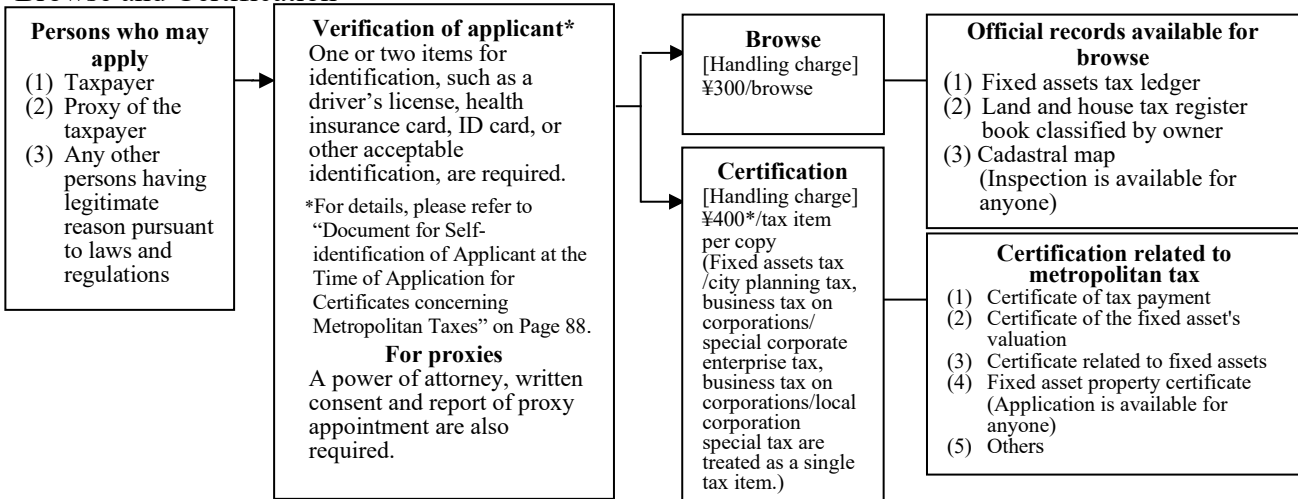 Persons who may
apply
(1) Taxpayer
(2) Proxy of the
taxpayer
(3) Any other
persons having
legitimate
reason pursuant
to laws and
regulations
Verification of applicant*
One or two items for
identification, such as a
driver's license, health
insurance card, ID card, or
other acceptable
identification, are required.
*For details, please refer to
"Document for Self-
identification of Applicant at the
Time of Application for
Certificates concerning
Metropolitan Taxes" on Page 88.
For proxies
A power of attorney, written
consent and report of proxy
appointment are also
required.
Browse
[Handling charge]
¥300/browse
Certification
[Handling charge]
¥400*/tax item
per copy
(Fixed assets tax
/city planning tax,
business tax on
corporations/
special corporate
enterprise tax,
business tax on
corporations/local
corporation
special tax are
treated as a single
tax item.)
Official records available for
browse
(1) Fixed assets tax ledger
(2) Land and house tax register
book classified by owner
(3) Cadastral map
(Inspection is available for
anyone)
Certification related to
metropolitan tax
(1) Certificate of tax payment
(2) Certificate of the fixed asset's
valuation
(3) Certificate related to fixed assets
(4) Fixed asset property certificate
(Application is available for
anyone)
(5) Others